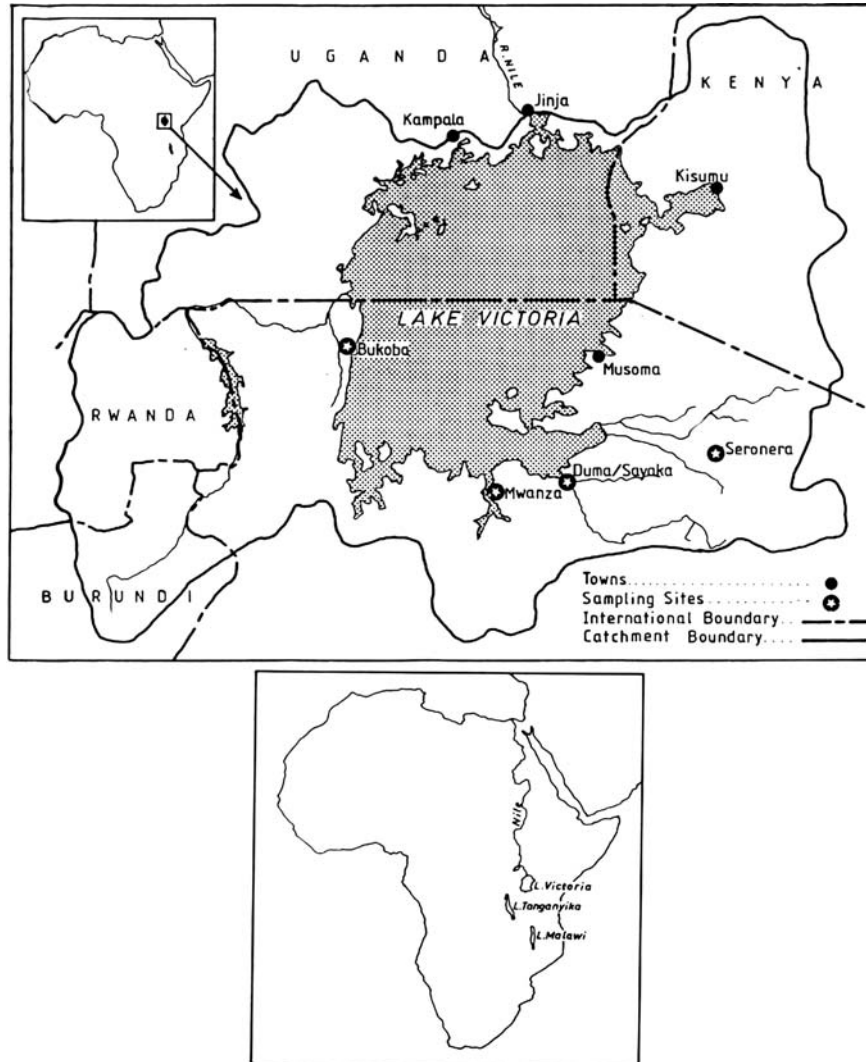 UGANDA
R. NILE
KENYA
Jinja
Kampala
Kisumu
LAKE VICTORIA
Bukoba
Musoma
RWANDA
Seronera
Duma/Sayaka
Mwanza
BURUNDI
Towns
Sampling Sites
International Boundary
Catchment Boundary
Nile
L.Victoria
L.Tanganyika
L.Malawi